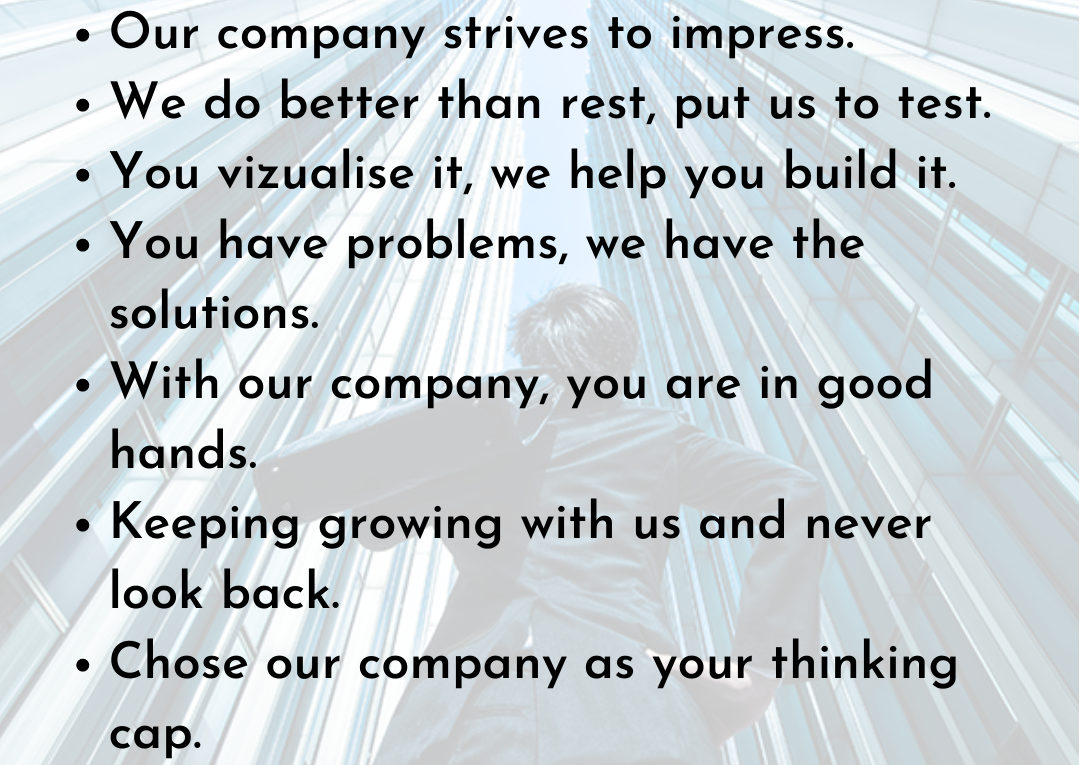 • Our company strives to impress.
• We do better than rest, put us to test.
• You vizualise it, we help you build it.
• You have problems, we have the
solutions.
• With our company, you are in good
hands.
• Keeping growing with us and never
look back.
• Chose our company as your thinking
cap.